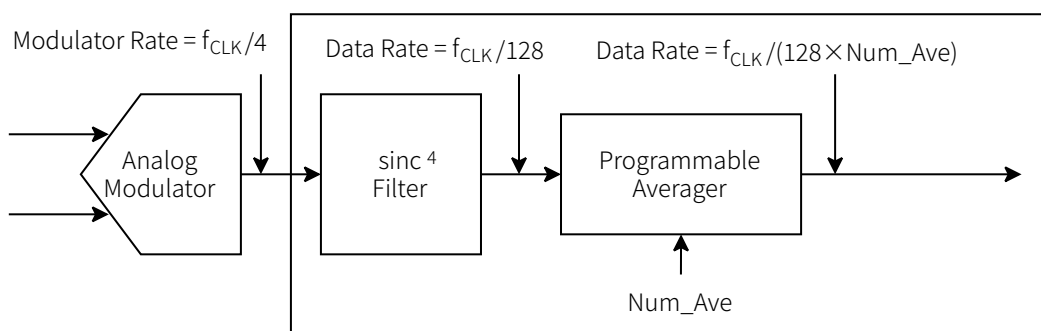 Modulator Rate = fCLK/4
Data Rate = fCLK/128
Data Rate = fCLK/(128×Num_Ave)
Analog
Modulator
sinc 4
Filter
Programmable
Averager
Num_Ave